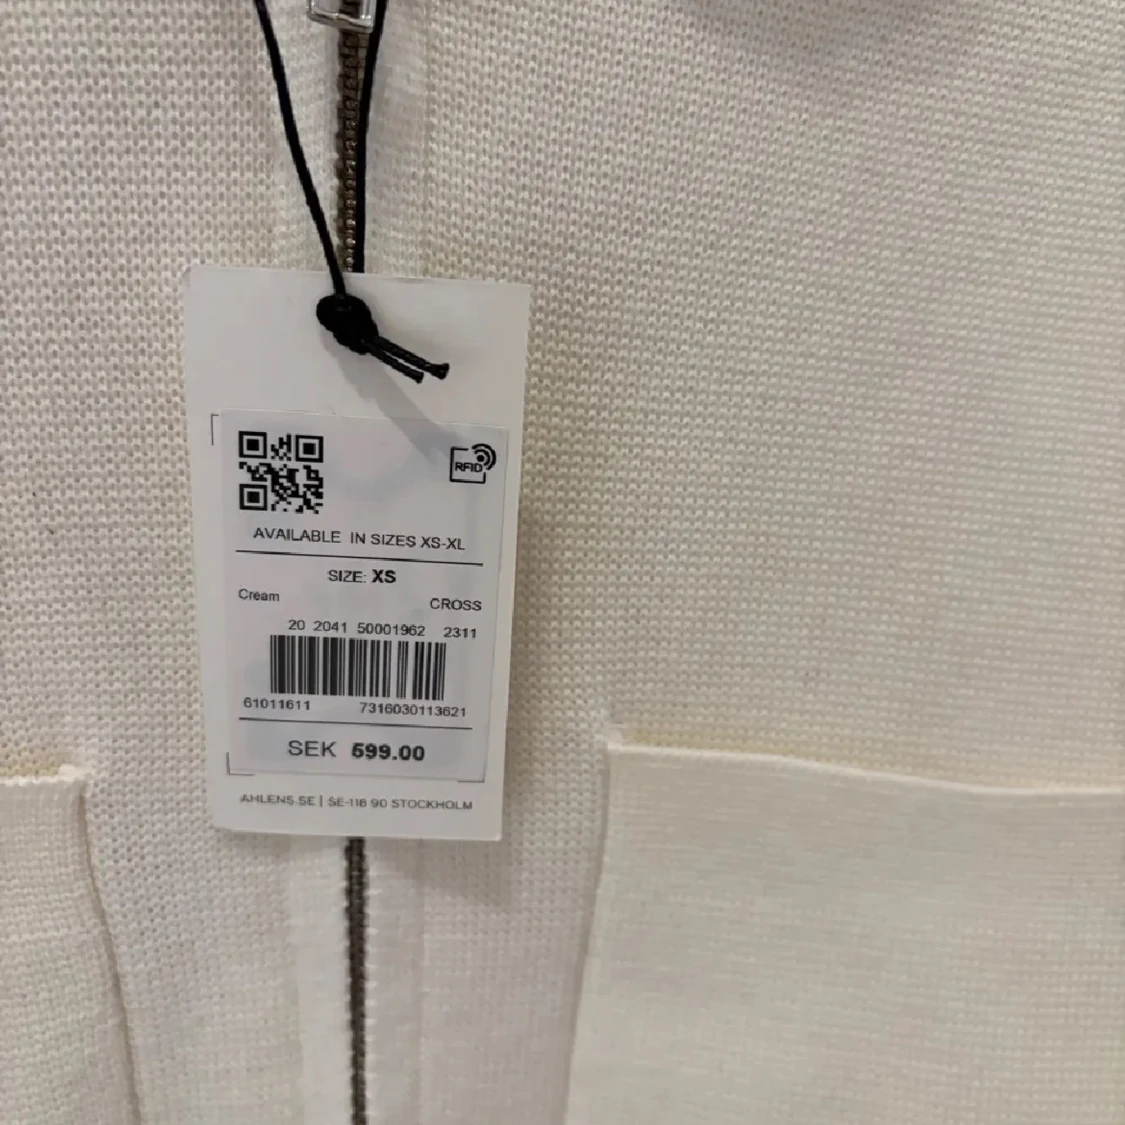 RFID
AVAILABLE IN SIZES XS-XL
SIZE: XS
Cream CROSS
20 2041 50001962 2311
61011611 7316030113621
SEK 599.00
AHLENS.SE | SE-118 90 STOCKHOLM